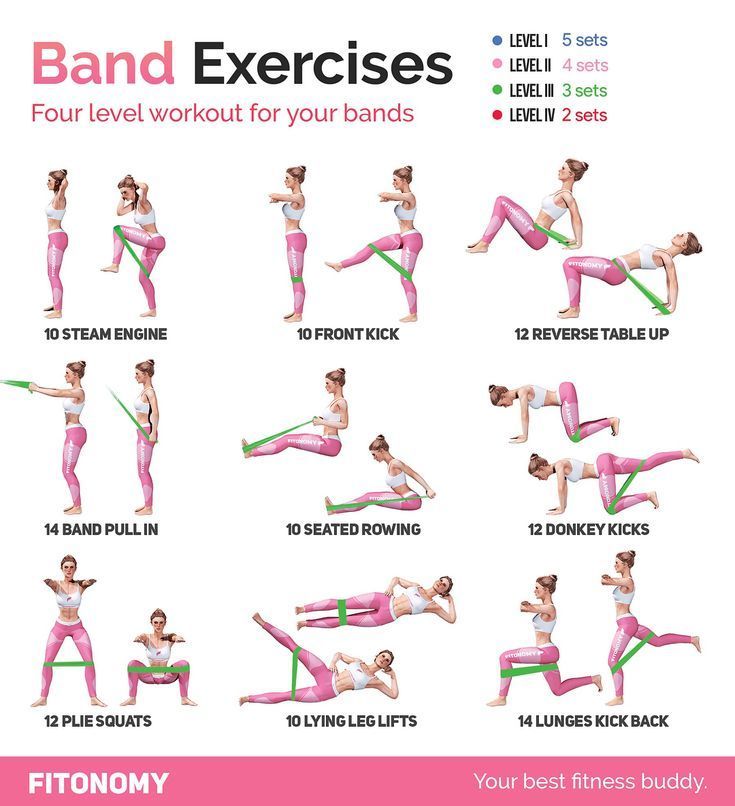 Band Exercises
Four level workout for your bands
LEVEL I 5 sets
LEVEL II 4 sets
LEVEL III 3 sets
LEVEL IV 2 sets
10 STEAM ENGINE
10 FRONT KICK
12 REVERSE TABLE UP
14 BAND PULL IN
10 SEATED ROWING
12 DONKEY KICKS
12 PLIE SQUATS
10 LYING LEG LIFTS
14 LUNGES KICK BACK
FITONOMY
Your best fitness buddy.